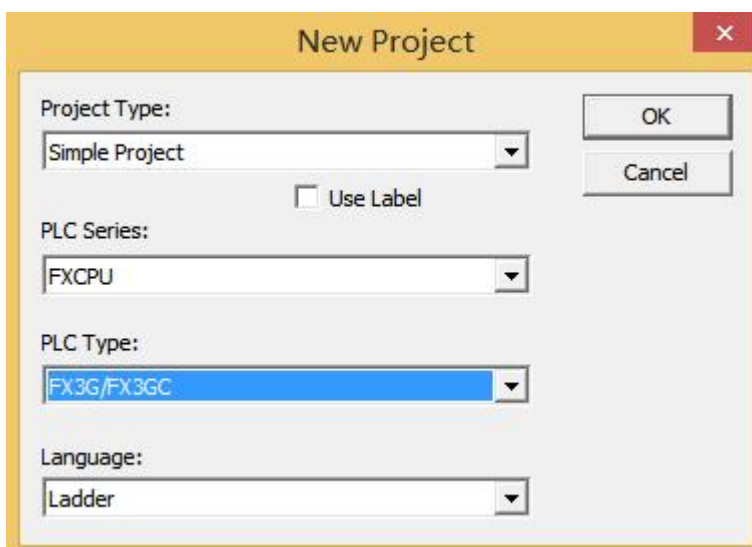 New Project
Project Type:
Simple Project
Use Label
PLC Series:
FXCPU
PLC Type:
FX3G/FX3GC
Language:
Ladder
OK
Cancel